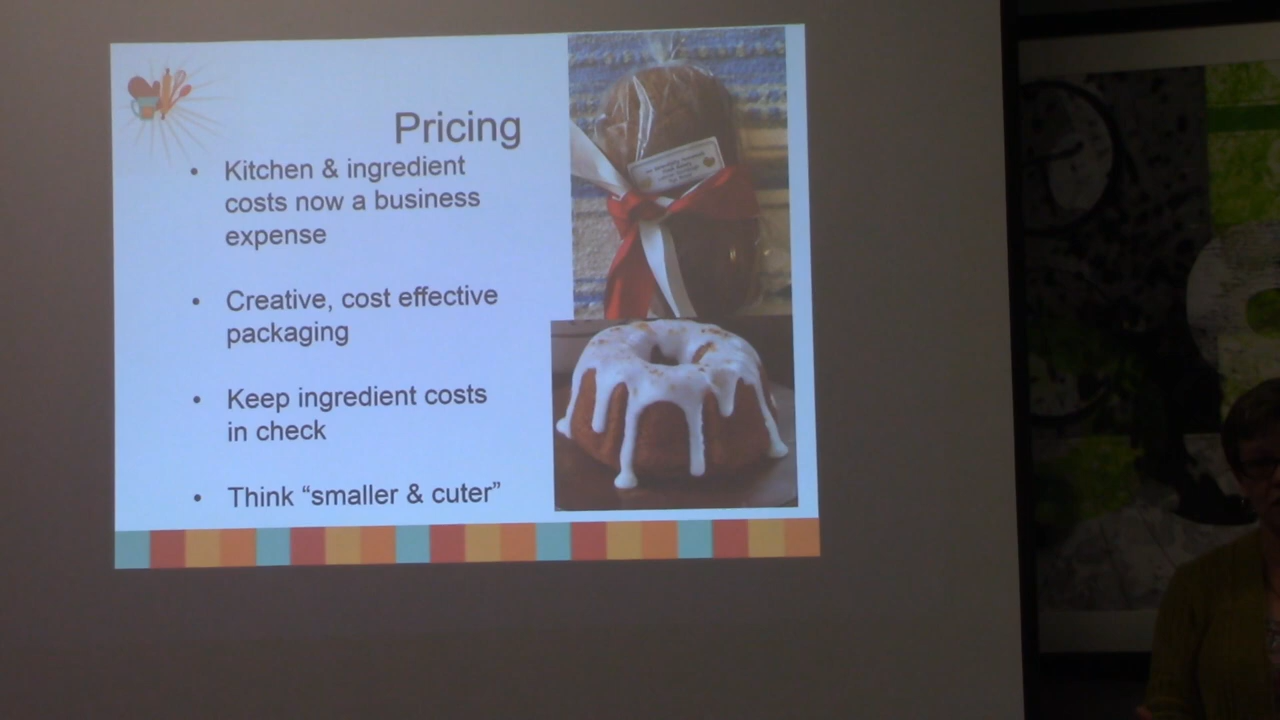 Pricing
• Kitchen & ingredient
costs now a business
expense
• Creative, cost effective
packaging
• Keep ingredient costs
in check
• Think “smaller & cuter”